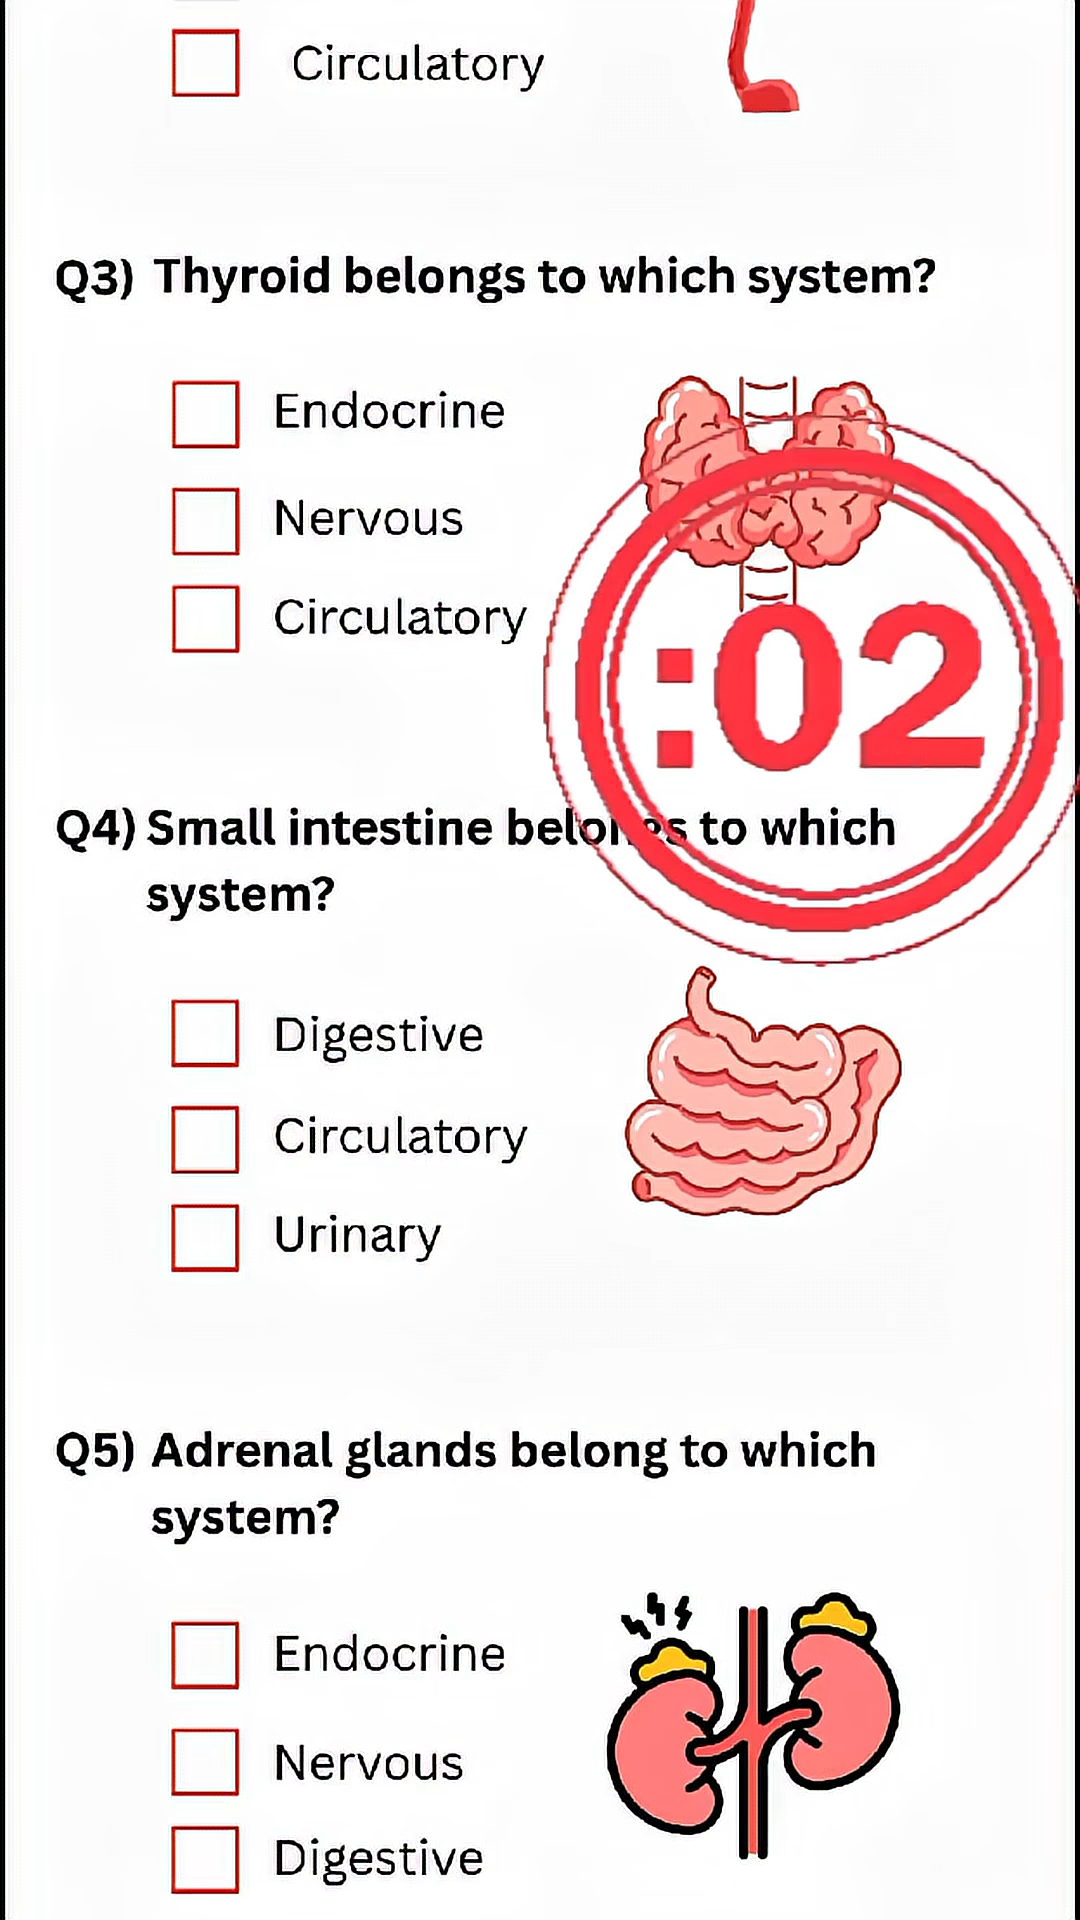 Circulatory
Q3) Thyroid belongs to which system?
Endocrine
Nervous
Circulatory
:02
Q4) Small intestine belongs to which
system?
Digestive
Circulatory
Urinary
Q5) Adrenal glands belong to which
system?
Endocrine
Nervous
Digestive